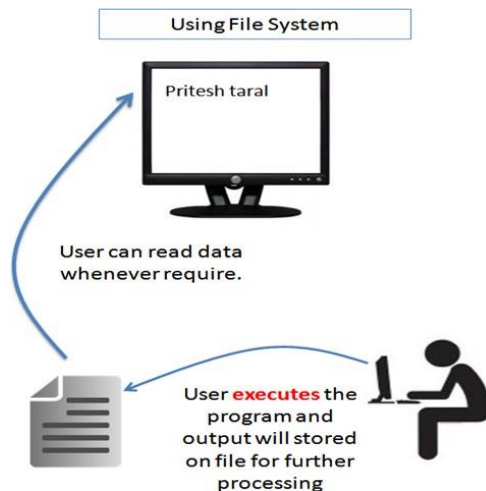 Using File System
Pritesh taral
User can read data
whenever require.
User executes the
program and
output will stored
on file for further
processing